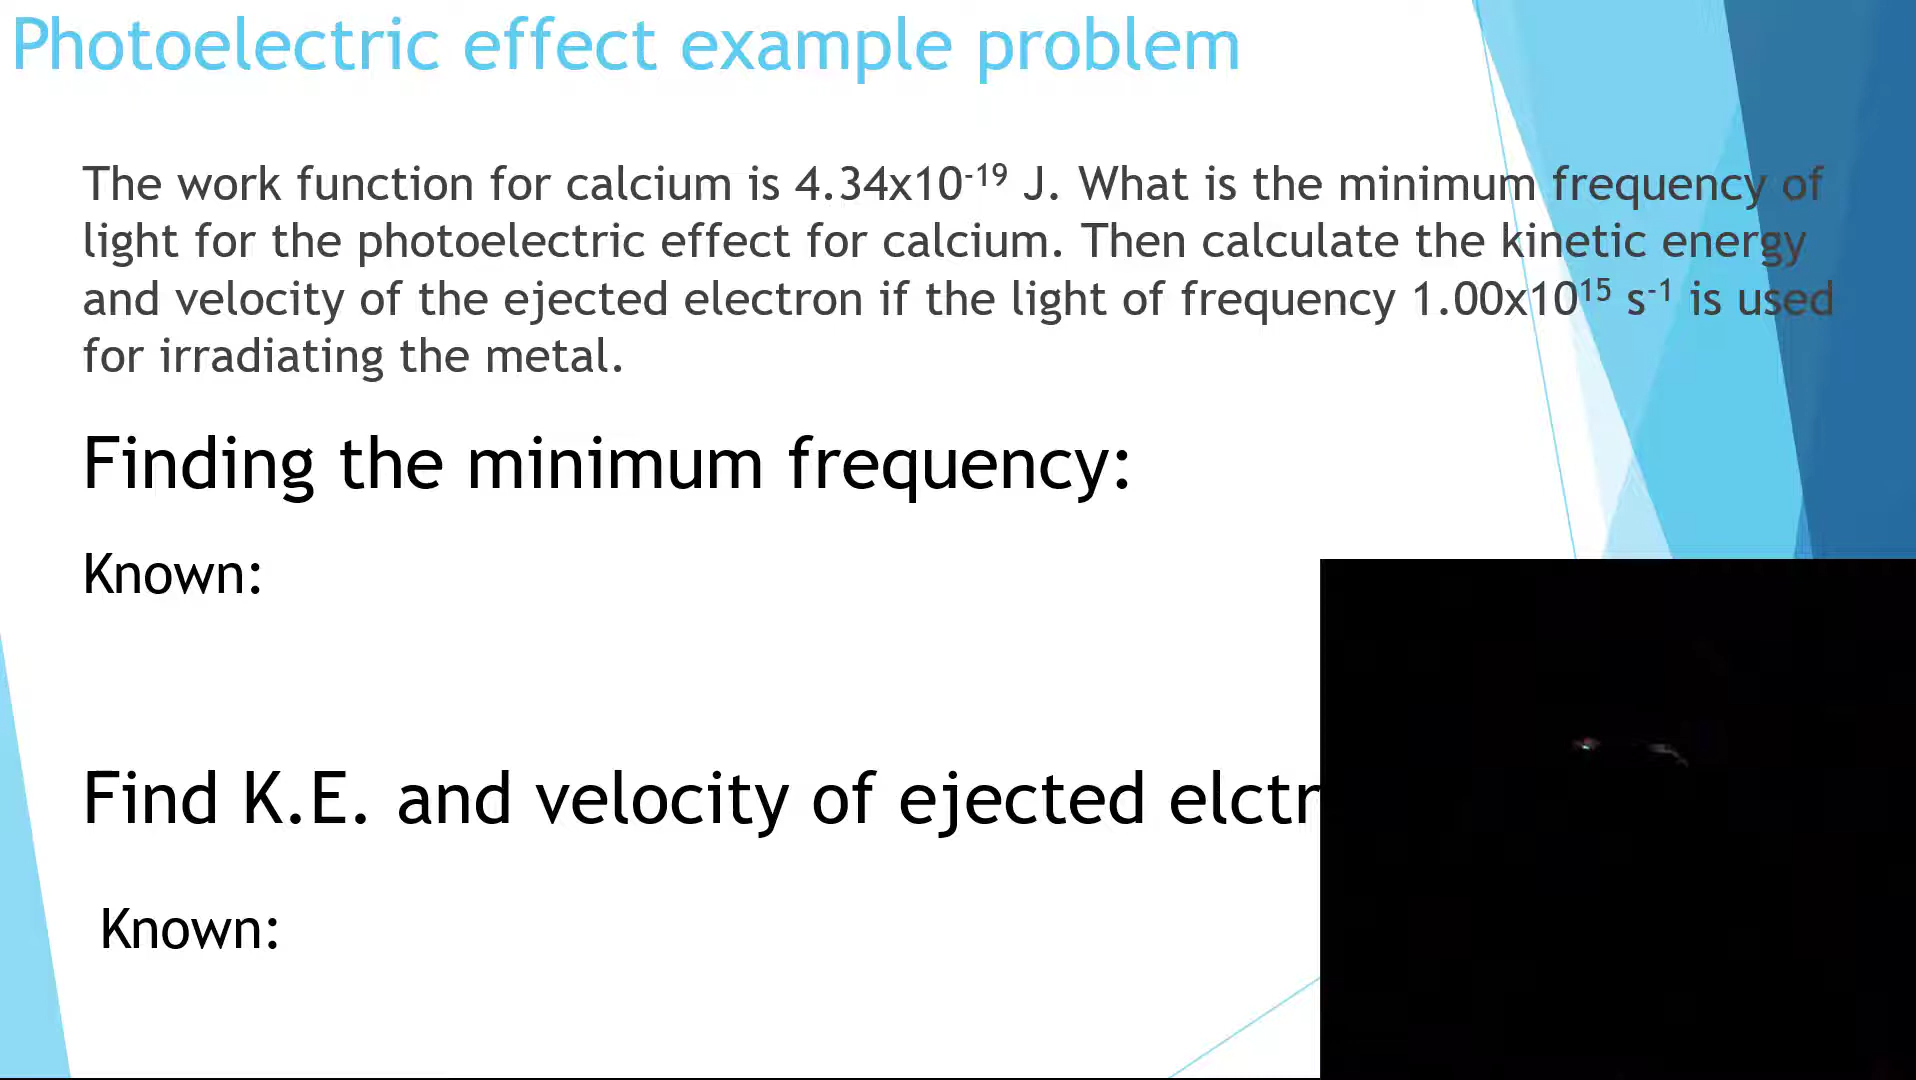 Photoelectric effect example problem
The work function for calcium is 4.34x10⁻¹⁹ J. What is the minimum frequency of
light for the photoelectric effect for calcium. Then calculate the kinetic energy
and velocity of the ejected electron if the light of frequency 1.00x10¹⁵ s⁻¹ is used
for irradiating the metal.
Finding the minimum frequency:
Known:
Find K.E. and velocity of ejected elctr
Known: